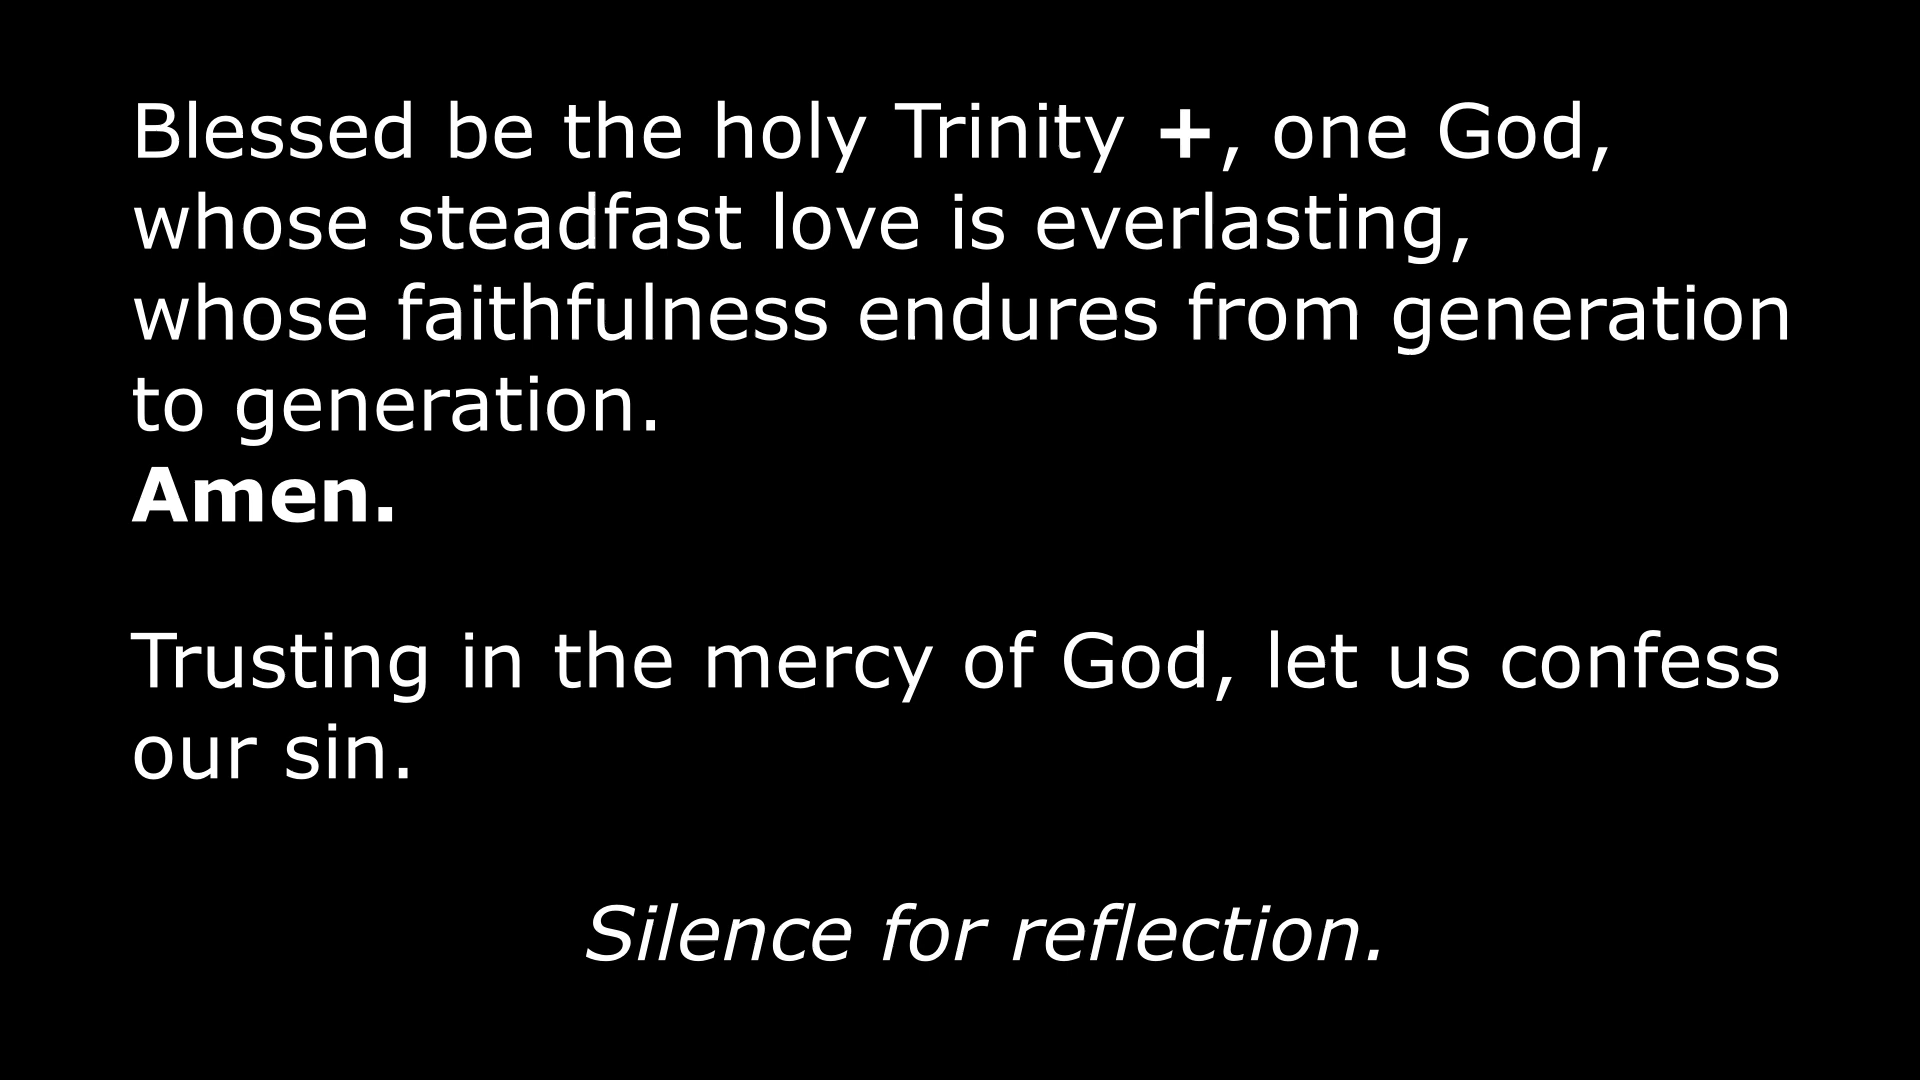 Blessed be the holy Trinity +, one God,
whose steadfast love is everlasting,
whose faithfulness endures from generation
to generation.
Amen.
Trusting in the mercy of God, let us confess
our sin.
Silence for reflection.